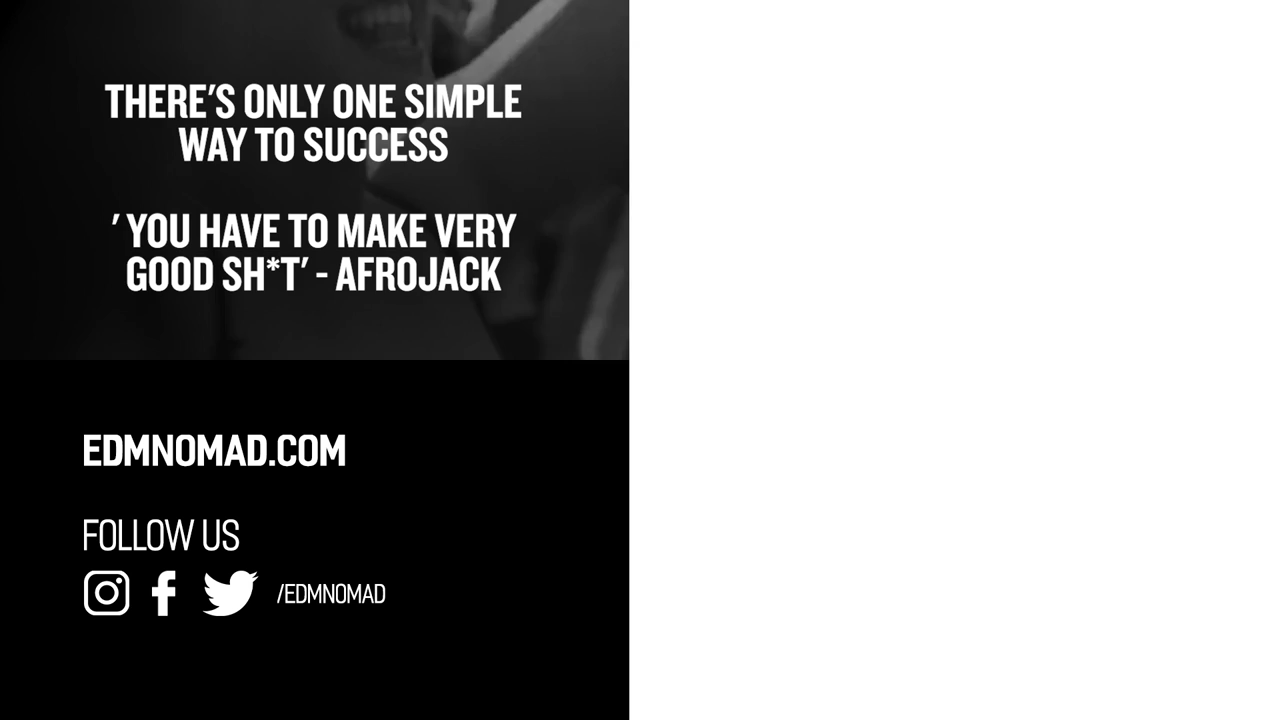 THERE'S ONLY ONE SIMPLE
WAY TO SUCCESS
'YOU HAVE TO MAKE VERY
GOOD SH*T' - AFROJACK
EDMNOMAD.COM
FOLLOW US
/EDMNOMAD